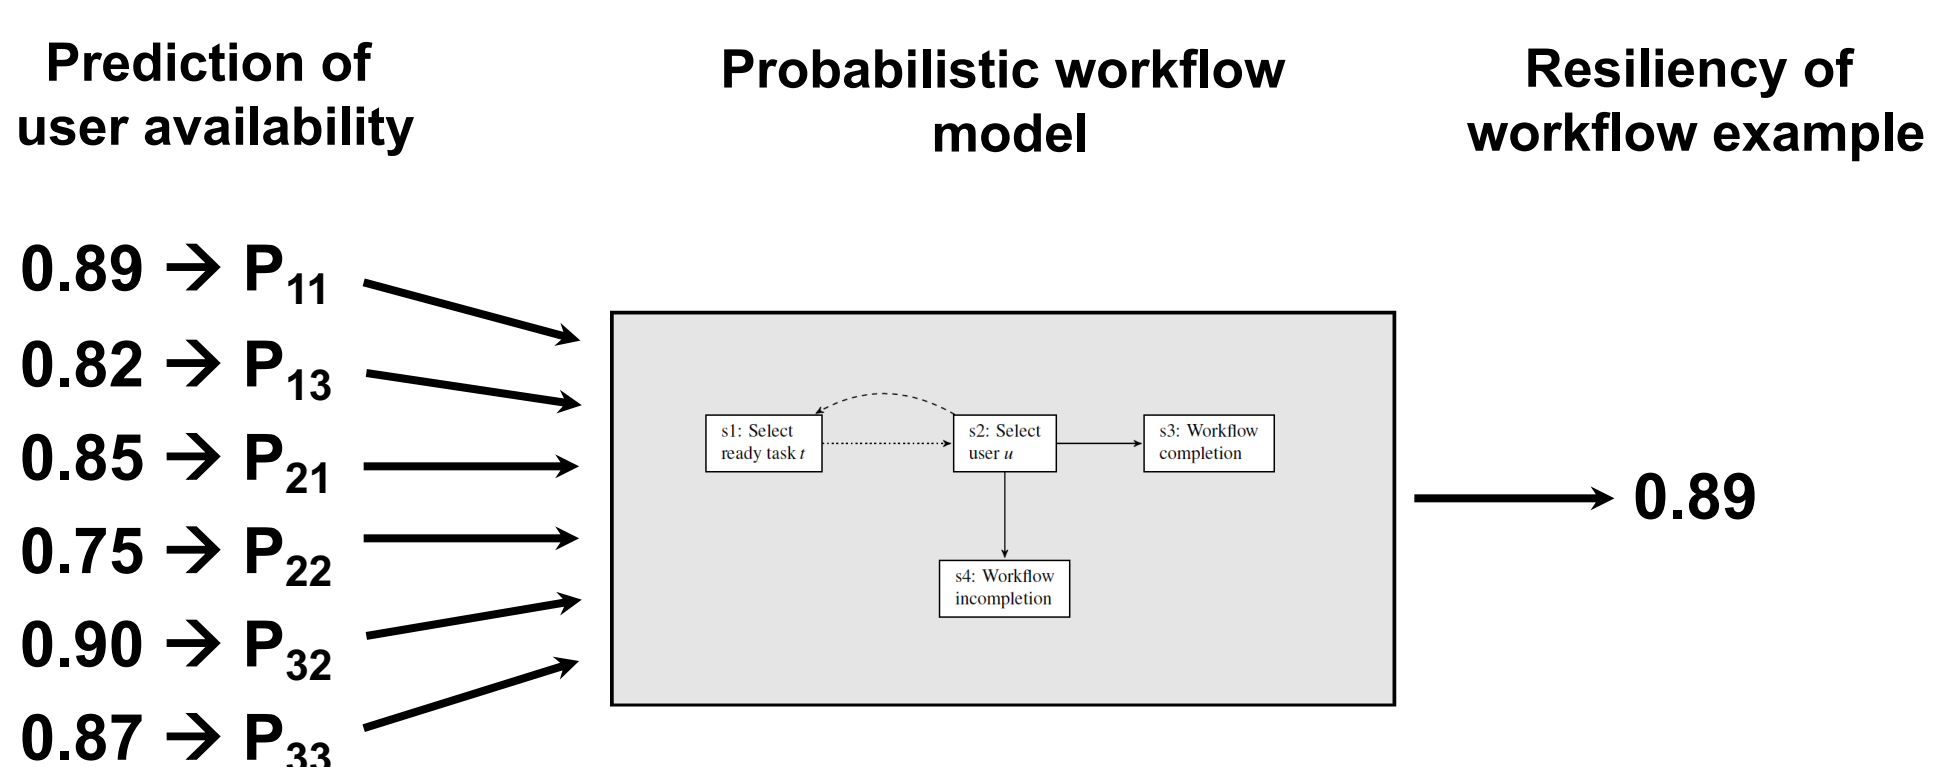 Prediction of
user availability
Probabilistic workflow
model
Resiliency of
workflow example
0.89 → P11
0.82 → P13
0.85 → P21
0.75 → P22
0.90 → P32
0.87 → P33
s1: Select
ready task t
s2: Select
user u
s3: Workflow
completion
s4: Workflow
incompletion
0.89